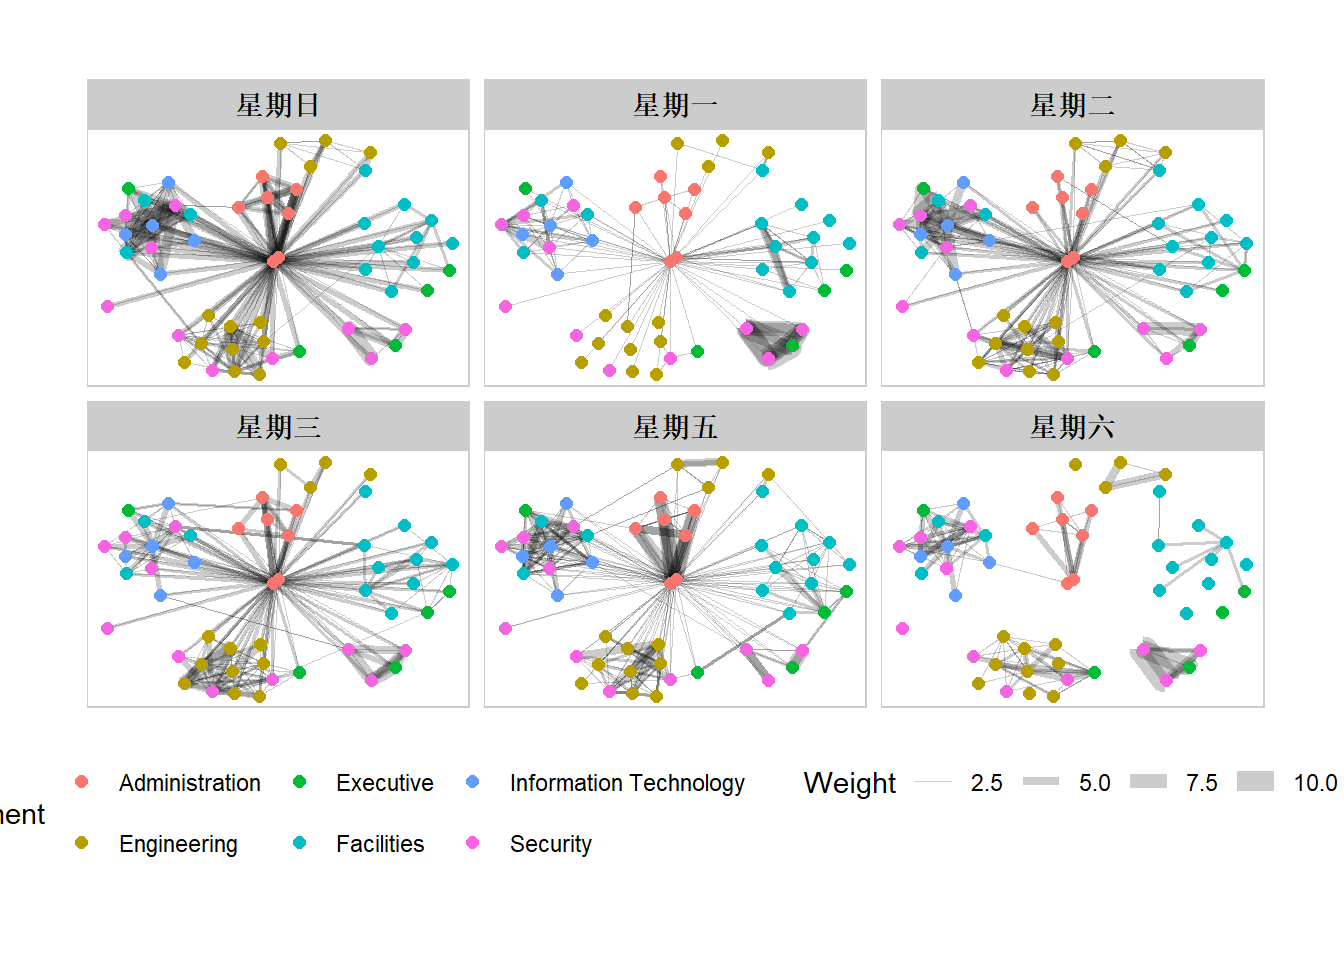 星期日 星期一 星期二
星期三 星期五 星期六
Administration Executive Information Technology Weight 2.5 5.0 7.5 10.0
Engineering Facilities Security